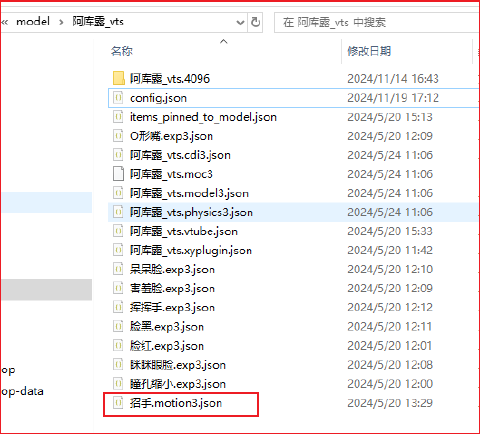 « model › 阿库露_vts
在 阿库露_vts 中搜索
名称 修改日期
阿库露_vts.4096 2024/11/14 16:43
config.json 2024/11/19 17:12
items_pinned_to_model.json 2024/5/20 15:13
O形嘴.exp3.json 2024/5/20 12:09
阿库露_vts.cdi3.json 2024/5/24 11:06
阿库露_vts.moc3 2024/5/24 11:06
阿库露_vts.model3.json 2024/5/24 11:06
阿库露_vts.physics3.json 2024/5/24 11:06
阿库露_vts.vtube.json 2024/5/20 15:33
阿库露_vts.xyplugin.json 2024/5/20 11:42
呆呆脸.exp3.json 2024/5/20 12:10
害羞脸.exp3.json 2024/5/20 12:09
挥挥手.exp3.json 2024/5/20 12:12
脸黑.exp3.json 2024/5/20 12:11
脸红.exp3.json 2024/5/20 12:01
眯眯眼脸.exp3.json 2024/5/20 12:08
瞳孔缩小.exp3.json 2024/5/20 12:00
招手.motion3.json 2024/5/20 13:29
op
op-data